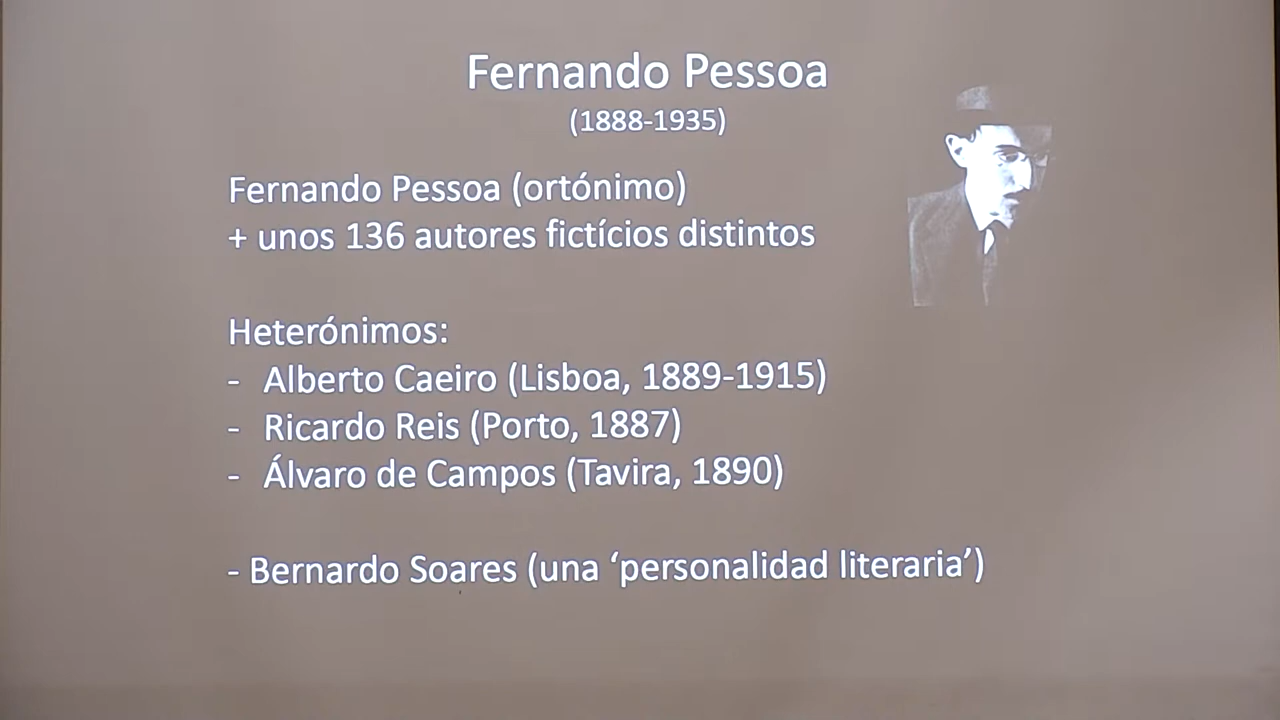 Fernando Pessoa
(1888-1935)
Fernando Pessoa (ortónimo)
+ unos 136 autores fictícios distintos
Heterónimos:
- Alberto Caeiro (Lisboa, 1889-1915)
- Ricardo Reis (Porto, 1887)
- Álvaro de Campos (Tavira, 1890)
- Bernardo Soares (una ‘personalidad literaria’)